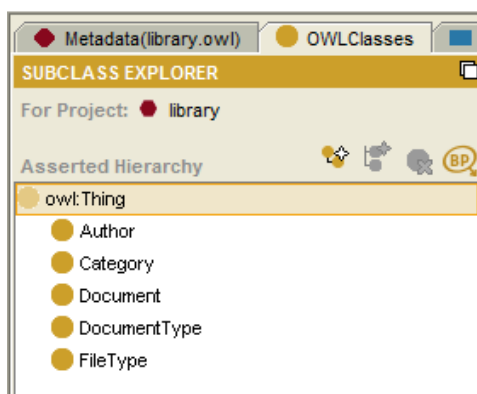 Metadata(library.owl) OWLClasses
SUBCLASS EXPLORER
For Project: library
Asserted Hierarchy BP
owl:Thing
Author
Category
Document
DocumentType
FileType